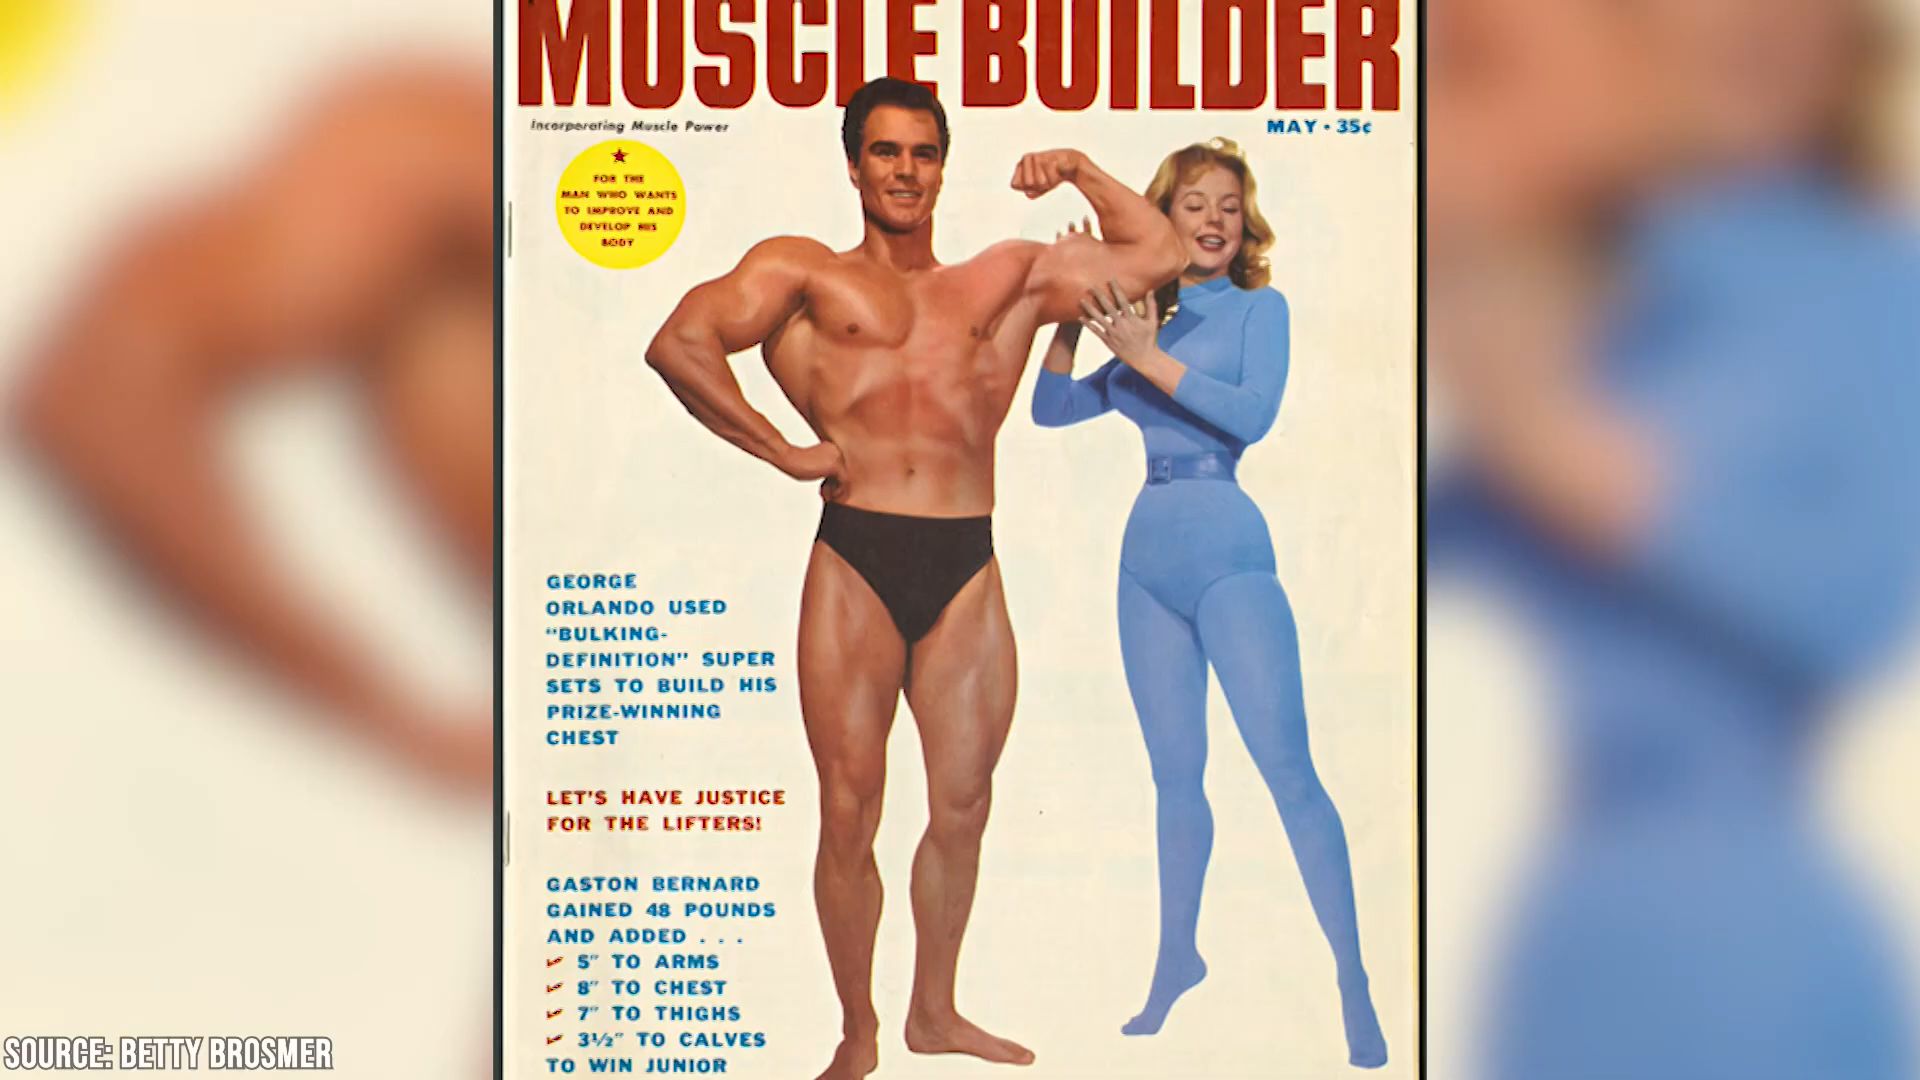 MUSCLE BUILDER
Incorporating Muscle Power
MAY • 35¢
FOR THE
MAN WHO WANTS
TO IMPROVE AND
DEVELOP HIS
BODY
GEORGE
ORLANDO USED
“BULKING-
DEFINITION” SUPER
SETS TO BUILD HIS
PRIZE-WINNING
CHEST
LET'S HAVE JUSTICE
FOR THE LIFTERS!
GASTON BERNARD
GAINED 48 POUNDS
AND ADDED . . .
✓ 5″ TO ARMS
✓ 8″ TO CHEST
✓ 7″ TO THIGHS
✓ 3½″ TO CALVES
TO WIN JUNIOR
SOURCE: BETTY BROSMER